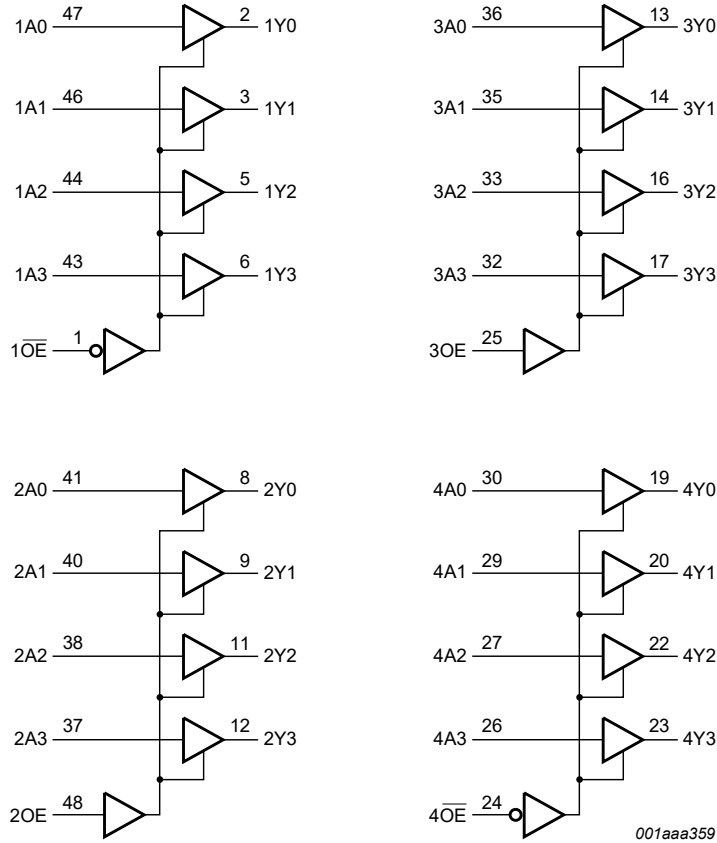 1A0 47 2 1Y0
1A1 46 3 1Y1
1A2 44 5 1Y2
1A3 43 6 1Y3
1O̅E̅ 1
3A0 36 13 3Y0
3A1 35 14 3Y1
3A2 33 16 3Y2
3A3 32 17 3Y3
3OE 25
2A0 41 8 2Y0
2A1 40 9 2Y1
2A2 38 11 2Y2
2A3 37 12 2Y3
2OE 48
4A0 30 19 4Y0
4A1 29 20 4Y1
4A2 27 22 4Y2
4A3 26 23 4Y3
4O̅E̅ 24
001aaa359